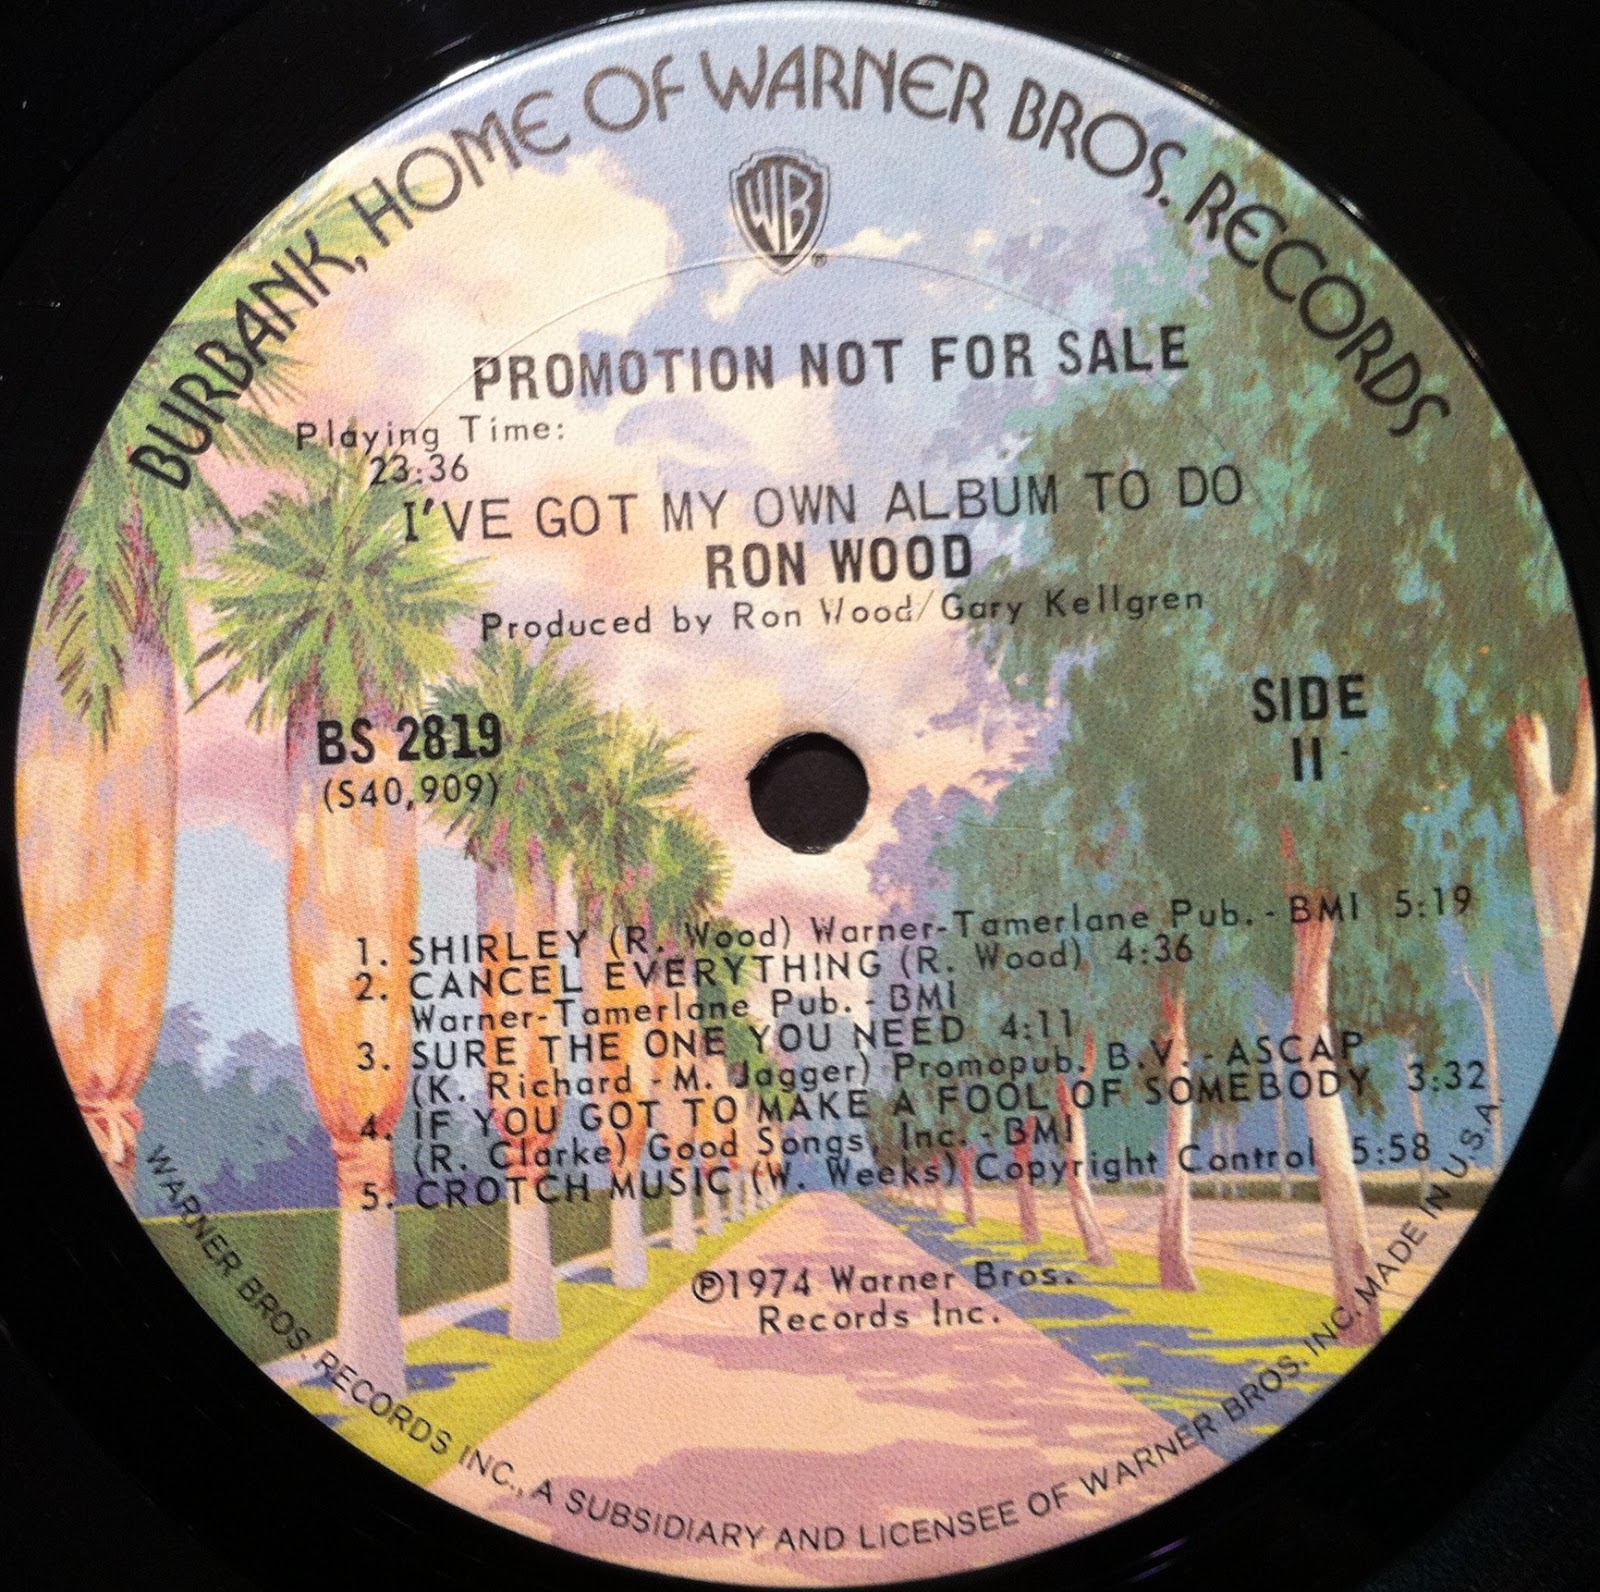 BURBANK, HOME OF WARNER BROS. RECORDS
WB
®
PROMOTION NOT FOR SALE
Playing Time:
23:36
I'VE GOT MY OWN ALBUM TO DO
RON WOOD
Produced by Ron Wood/Gary Kellgren
BS 2819
(S40,909)
SIDE
II
1. SHIRLEY (R. Wood) Warner-Tamerlane Pub. - BMI 5:19
2. CANCEL EVERYTHING (R. Wood) 4:36
Warner-Tamerlane Pub. - BMI
3. SURE THE ONE YOU NEED 4:11
(K. Richard - M. Jagger) Promopub. B.V. - ASCAP
4. IF YOU GOT TO MAKE A FOOL OF SOMEBODY 3:32
(R. Clarke) Good Songs, Inc. - BMI
5. CROTCH MUSIC (W. Weeks) Copyright Control 5:58
℗1974 Warner Bros.
Records Inc.
WARNER BROS. RECORDS INC., A SUBSIDIARY AND LICENSEE OF WARNER BROS. INC. MADE IN U.S.A.